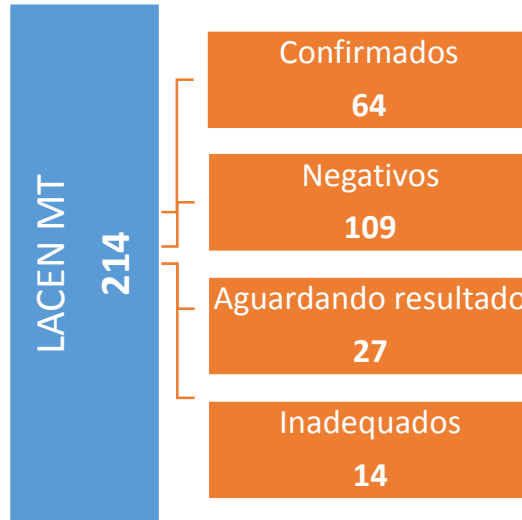 LACEN MT
214
Confirmados
64
Negativos
109
Aguardando resultado
27
Inadequados
14